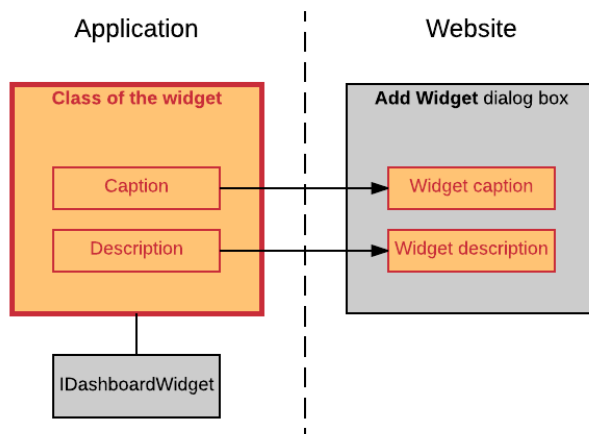 Application
Website
Class of the widget
Add Widget dialog box
Caption
Widget caption
Description
Widget description
IDashboardWidget